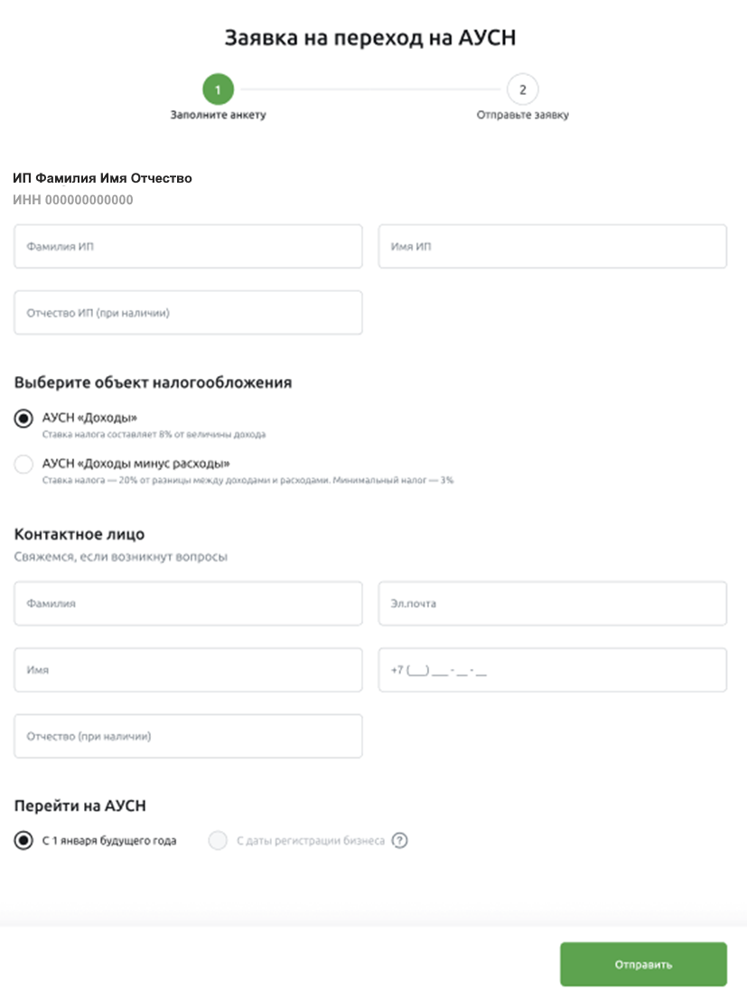 Заявка на переход на АУСН
1
2
Заполните анкету
Отправьте заявку
ИП Фамилия Имя Отчество
ИНН 000000000000
Фамилия ИП
Имя ИП
Отчество ИП (при наличии)
Выберите объект налогообложения
АУСН «Доходы»
Ставка налога составляет 8% от величины дохода
АУСН «Доходы минус расходы»
Ставка налога — 20% от разницы между доходами и расходами. Минимальный налог — 3%
Контактное лицо
Свяжемся, если возникнут вопросы
Фамилия
Эл.почта
Имя
+7 (__) ___ - __ - __
Отчество (при наличии)
Перейти на АУСН
С 1 января будущего года
С даты регистрации бизнеса ?
Отправить